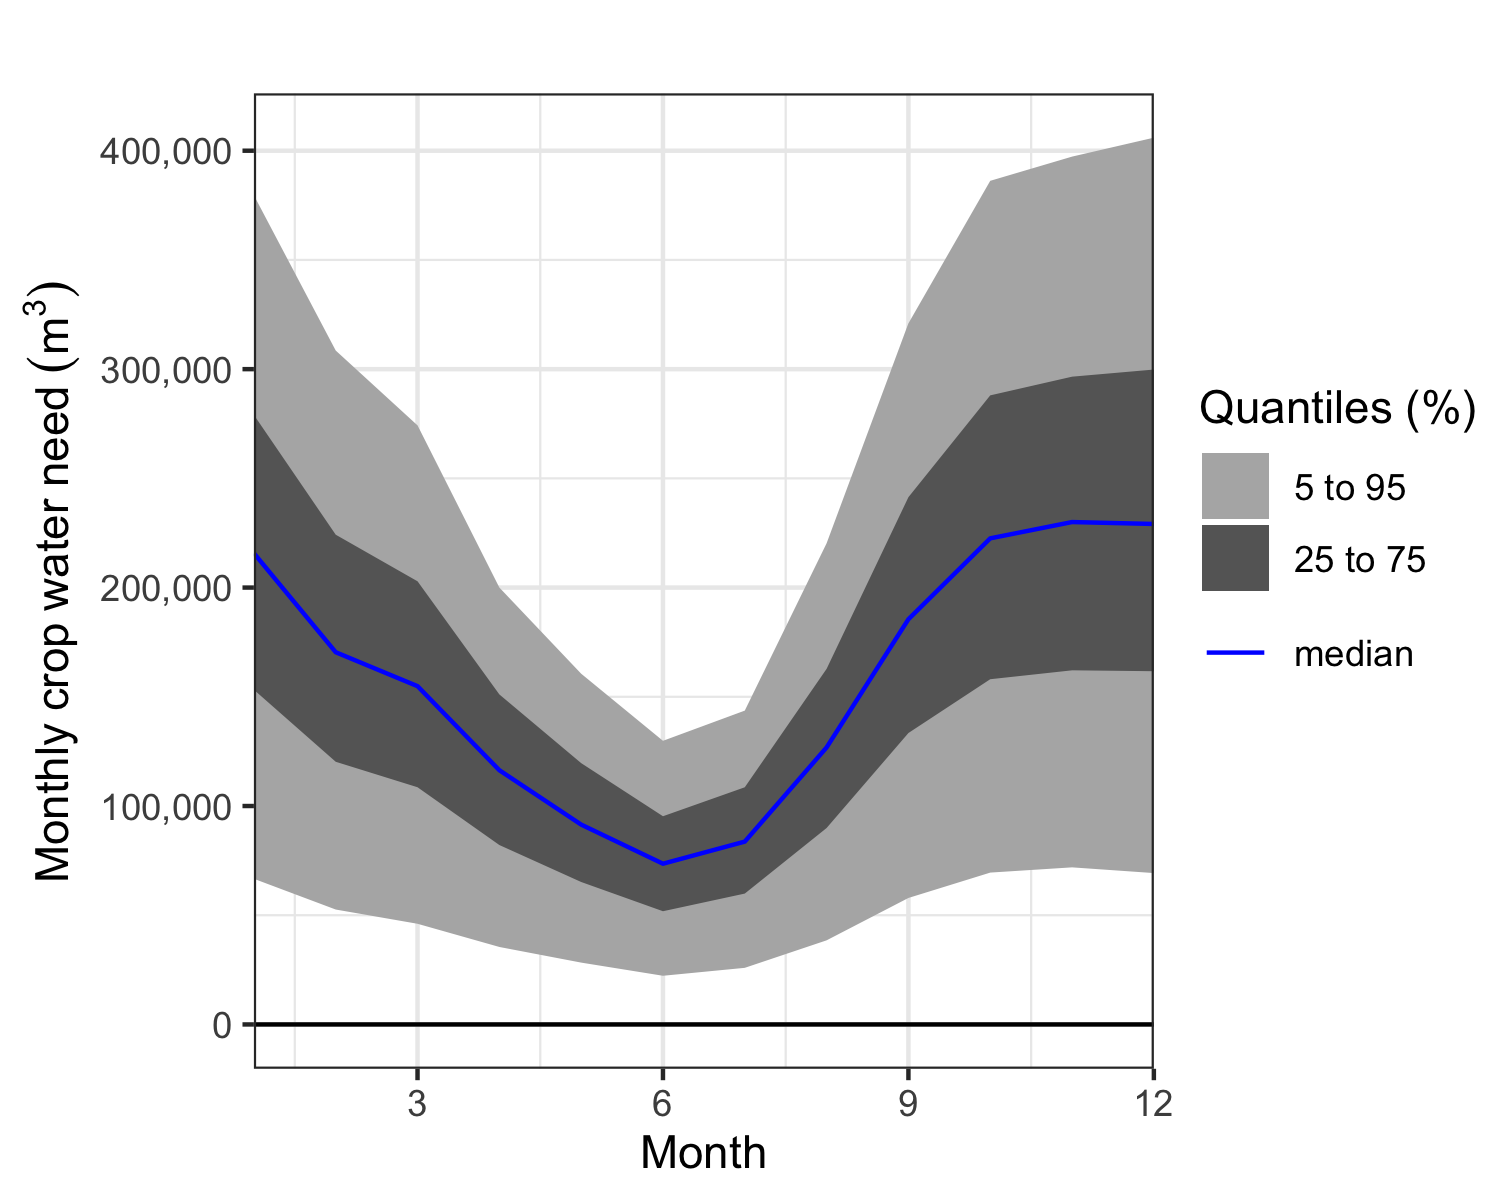 Monthly crop water need (m³)
400,000
300,000
200,000
100,000
0
3
6
9
12
Month
Quantiles (%)
5 to 95
25 to 75
median